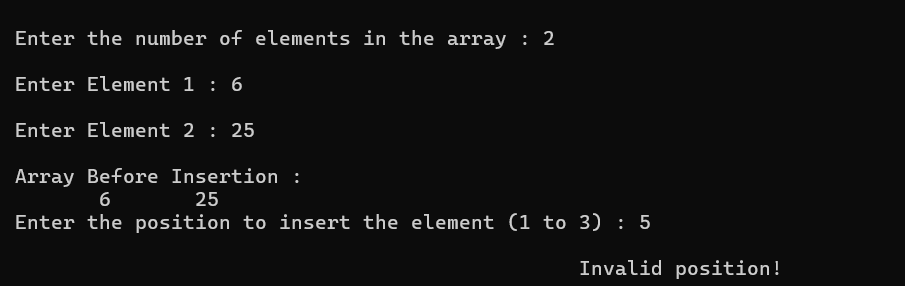 Enter the number of elements in the array : 2
Enter Element 1 : 6
Enter Element 2 : 25
Array Before Insertion :
6 25
Enter the position to insert the element (1 to 3) : 5
Invalid position!